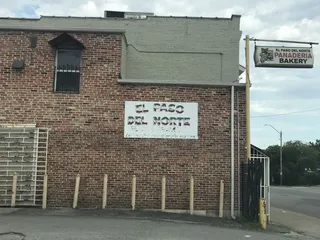 EL PASO DEL NORTE
PANADERIA
BAKERY
EL PASO
DEL NORTE